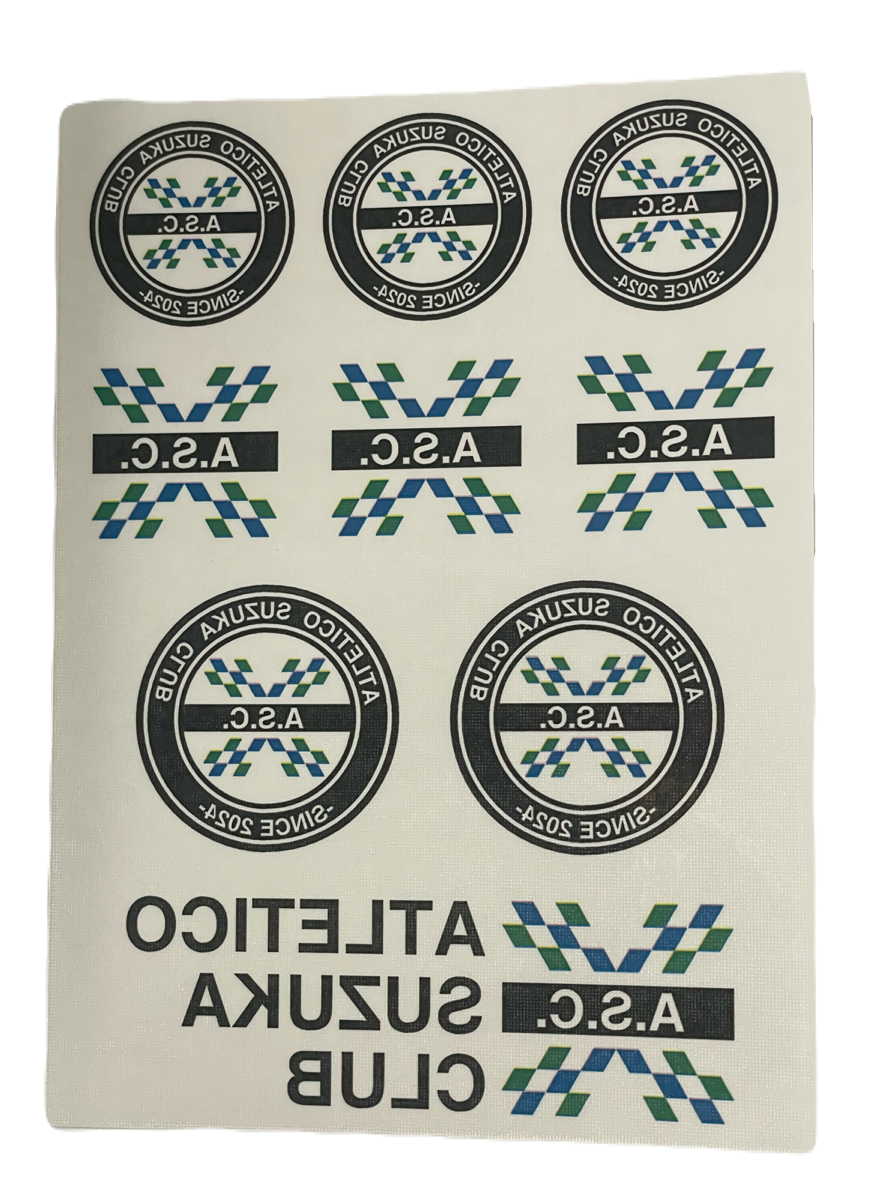 ATLETICO SUZUKA CLUB
A.S.C.
-SINCE 2024-
ATLETICO SUZUKA CLUB
A.S.C.
-SINCE 2024-
ATLETICO SUZUKA CLUB
A.S.C.
-SINCE 2024-
A.S.C.
A.S.C.
A.S.C.
ATLETICO SUZUKA CLUB
A.S.C.
-SINCE 2024-
ATLETICO SUZUKA CLUB
A.S.C.
-SINCE 2024-
A.S.C.
ATLETICO
SUZUKA
CLUB